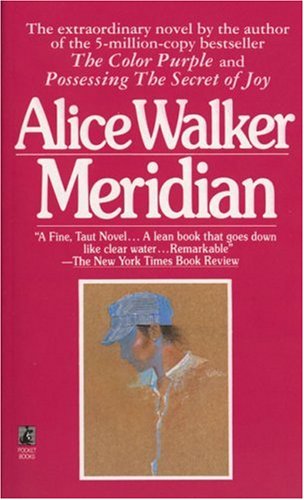 The extraordinary novel by the author
of the 5-million-copy bestseller
The Color Purple and
Possessing The Secret of Joy
Alice Walker
Meridian
"A Fine, Taut Novel... A lean book that goes down
like clear water...Remarkable"
—The New York Times Book Review
POCKET BOOKS